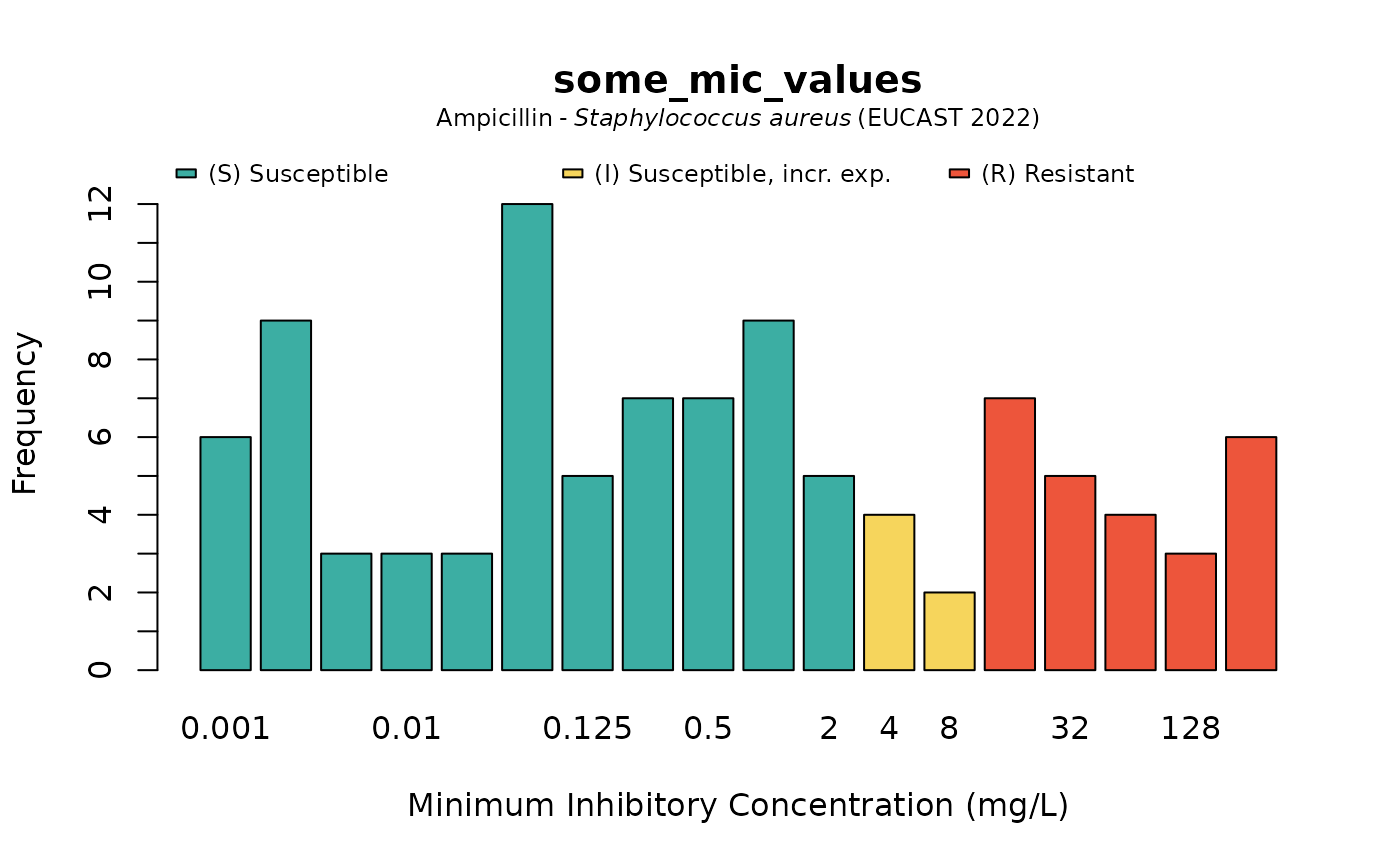 some_mic_values
Ampicillin - Staphylococcus aureus (EUCAST 2022)
(S) Susceptible (I) Susceptible, incr. exp. (R) Resistant
12
10
8
6
4
2
0
Frequency
0.001 0.01 0.125 0.5 2 4 8 32 128
Minimum Inhibitory Concentration (mg/L)